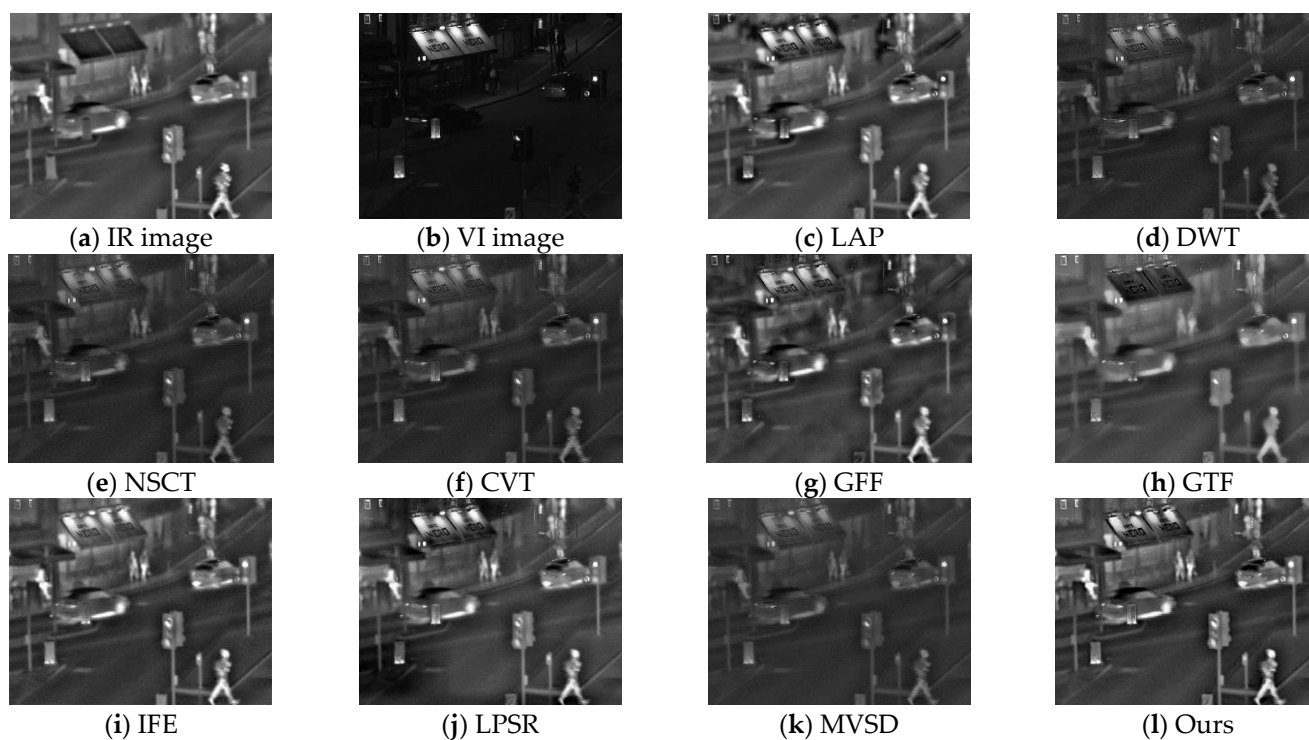 (a) IR image
(b) VI image
(c) LAP
(d) DWT
(e) NSCT
(f) CVT
(g) GFF
(h) GTF
(i) IFE
(j) LPSR
(k) MVSD
(l) Ours